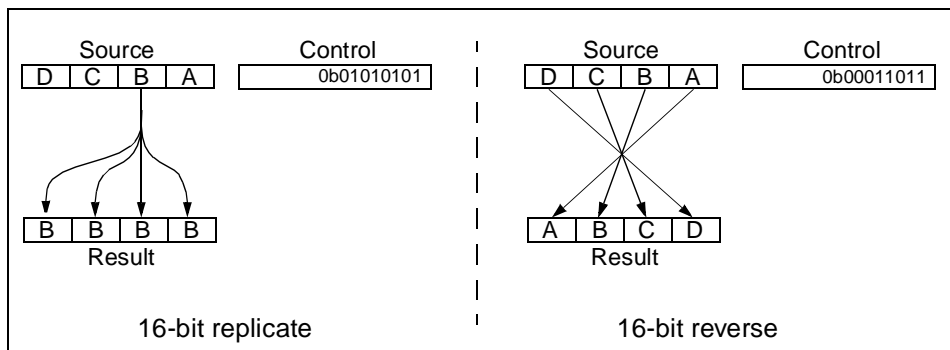 Source Control
D C B A 0b01010101
B B B B
Result
16-bit replicate
Source Control
D C B A 0b00011011
A B C D
Result
16-bit reverse